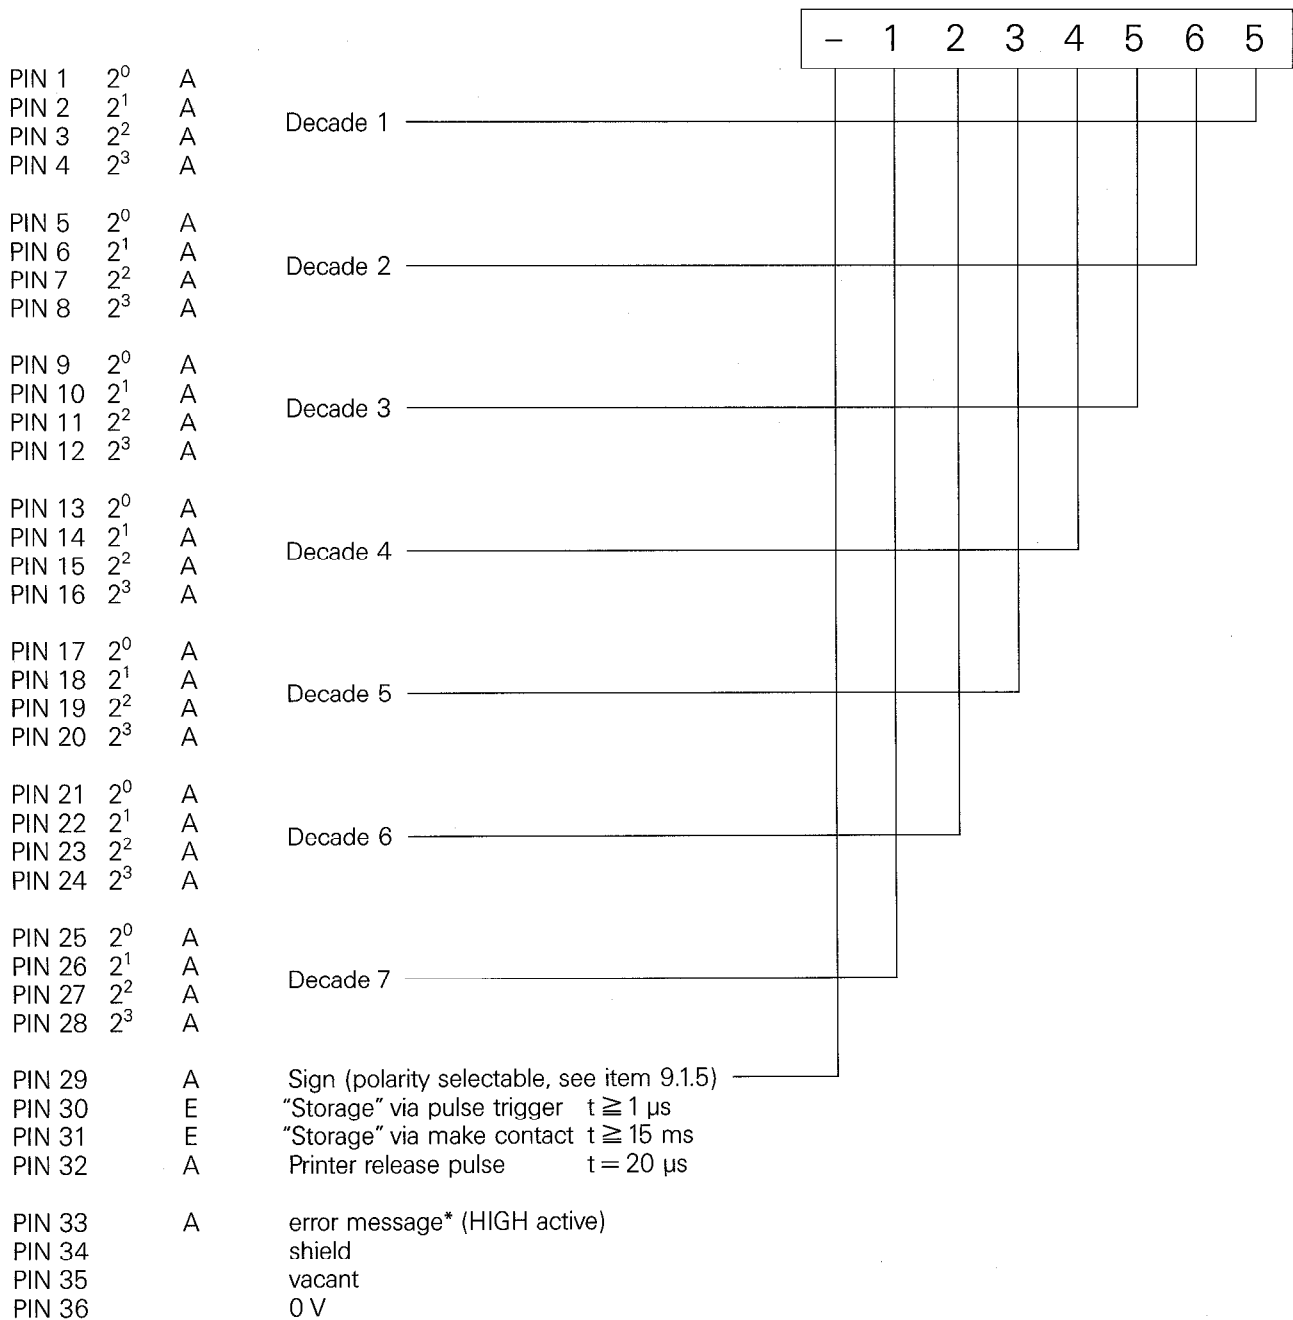 – 1 2 3 4 5 6 5
PIN 1 2⁰ A
PIN 2 2¹ A
Decade 1
PIN 3 2² A
PIN 4 2³ A
PIN 5 2⁰ A
PIN 6 2¹ A
Decade 2
PIN 7 2² A
PIN 8 2³ A
PIN 9 2⁰ A
PIN 10 2¹ A
Decade 3
PIN 11 2² A
PIN 12 2³ A
PIN 13 2⁰ A
PIN 14 2¹ A
Decade 4
PIN 15 2² A
PIN 16 2³ A
PIN 17 2⁰ A
PIN 18 2¹ A
Decade 5
PIN 19 2² A
PIN 20 2³ A
PIN 21 2⁰ A
PIN 22 2¹ A
Decade 6
PIN 23 2² A
PIN 24 2³ A
PIN 25 2⁰ A
PIN 26 2¹ A
Decade 7
PIN 27 2² A
PIN 28 2³ A
PIN 29 A Sign (polarity selectable, see item 9.1.5)
PIN 30 E "Storage" via pulse trigger t ≧ 1 µs
PIN 31 E "Storage" via make contact t ≧ 15 ms
PIN 32 A Printer release pulse t = 20 µs
PIN 33 A error message* (HIGH active)
PIN 34 shield
PIN 35 vacant
PIN 36 0 V